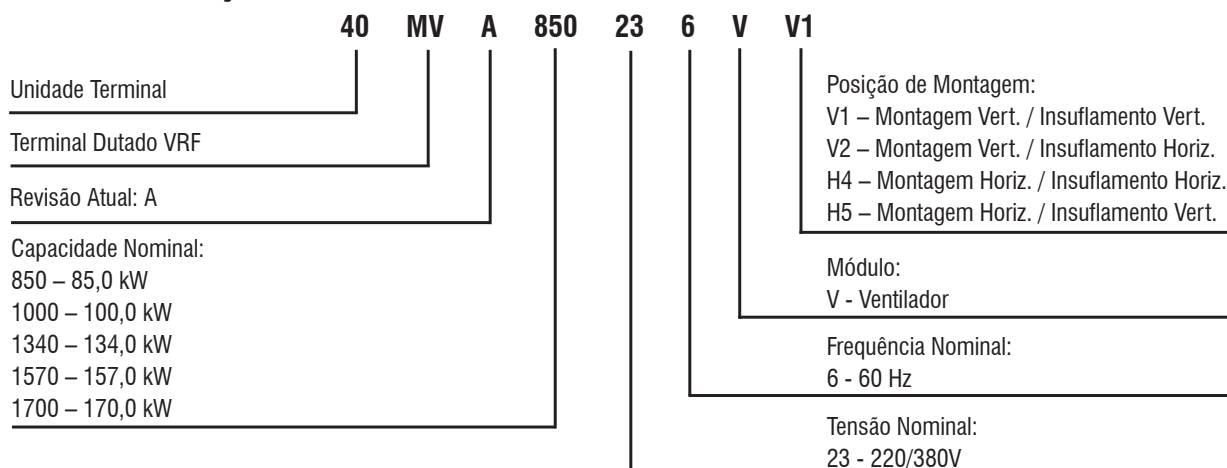 40 MV A 850 23 6 V V1
Unidade Terminal
Terminal Dutado VRF
Revisão Atual: A
Capacidade Nominal:
850 – 85,0 kW
1000 – 100,0 kW
1340 – 134,0 kW
1570 – 157,0 kW
1700 – 170,0 kW
Posição de Montagem:
V1 – Montagem Vert. / Insuflamento Vert.
V2 – Montagem Vert. / Insuflamento Horiz.
H4 – Montagem Horiz. / Insuflamento Horiz.
H5 – Montagem Horiz. / Insuflamento Vert.
Módulo:
V - Ventilador
Frequência Nominal:
6 - 60 Hz
Tensão Nominal:
23 - 220/380V